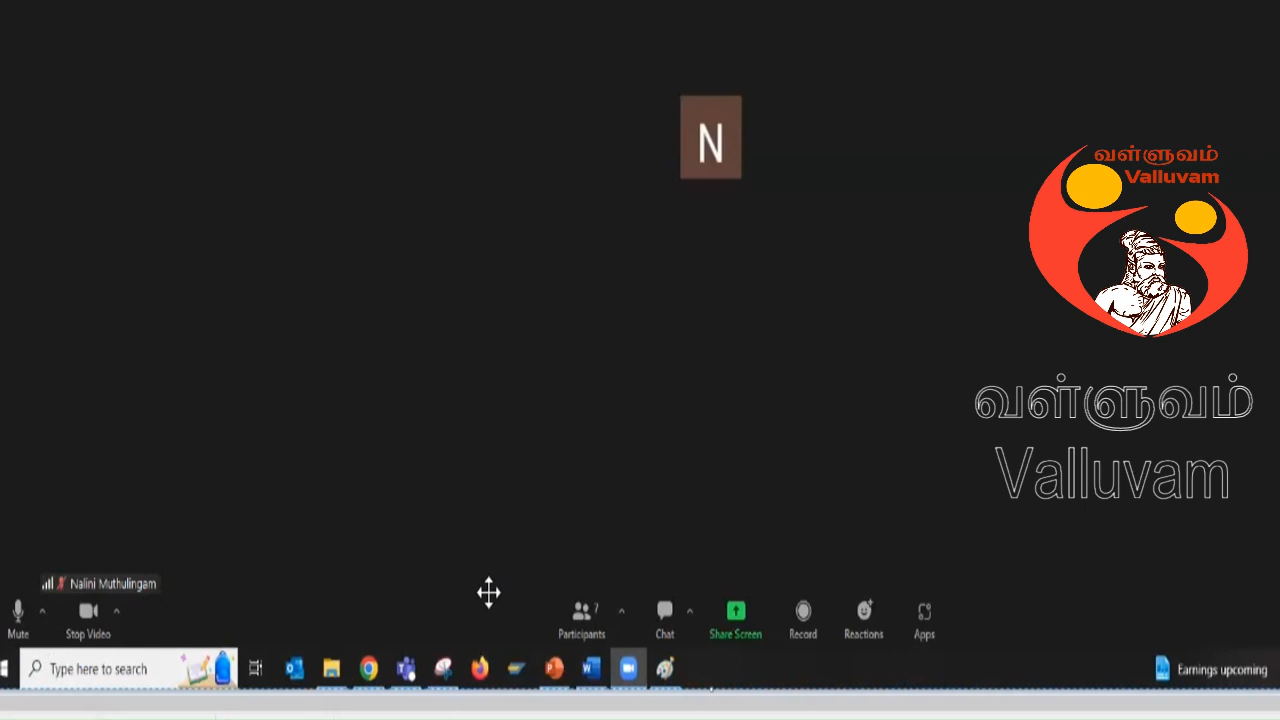 N
வள்ளுவம்
Valluvam
வள்ளுவம்
Valluvam
Nalini Muthulingam
7
Mute
Stop Video
Participants
Chat
Share Screen
Record
Reactions
Apps
Type here to search
Earnings upcoming